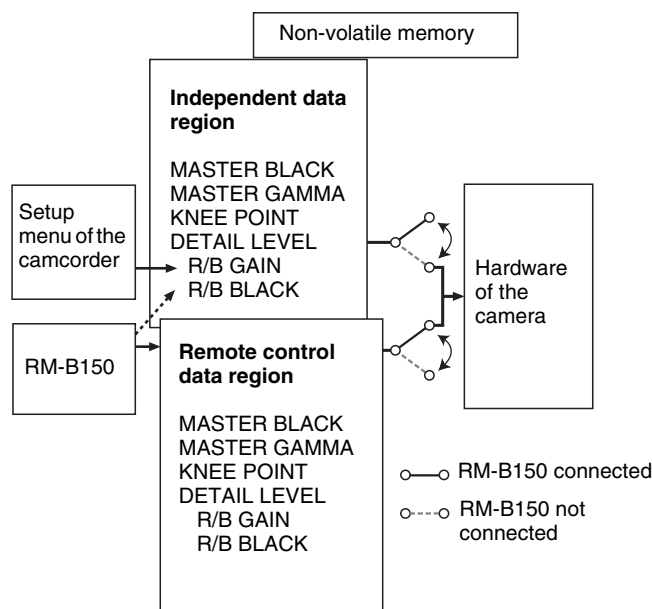 Non-volatile memory
Independent data
region
MASTER BLACK
MASTER GAMMA
KNEE POINT
DETAIL LEVEL
R/B GAIN
R/B BLACK
Setup
menu of the
camcorder
RM-B150
Hardware
of the
camera
Remote control
data region
MASTER BLACK
MASTER GAMMA
KNEE POINT
DETAIL LEVEL
R/B GAIN
R/B BLACK
RM-B150 connected
RM-B150 not
connected